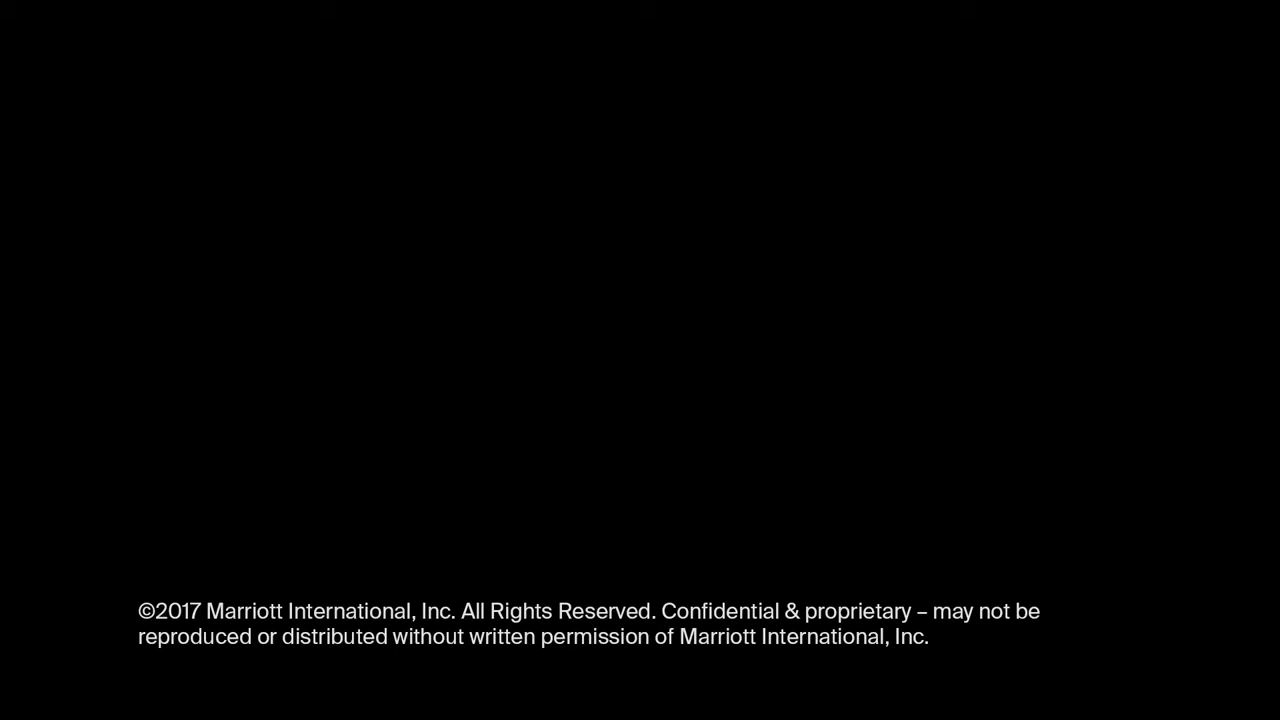 ©2017 Marriott International, Inc. All Rights Reserved. Confidential & proprietary – may not be
reproduced or distributed without written permission of Marriott International, Inc.